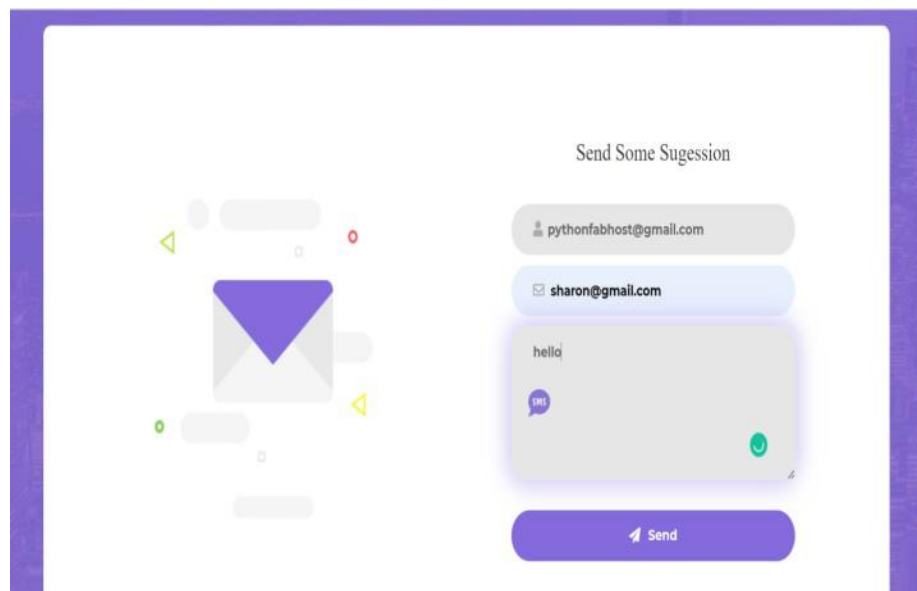 Send Some Sugession
pythonfabhost@gmail.com
sharon@gmail.com
hello
SMS
Send